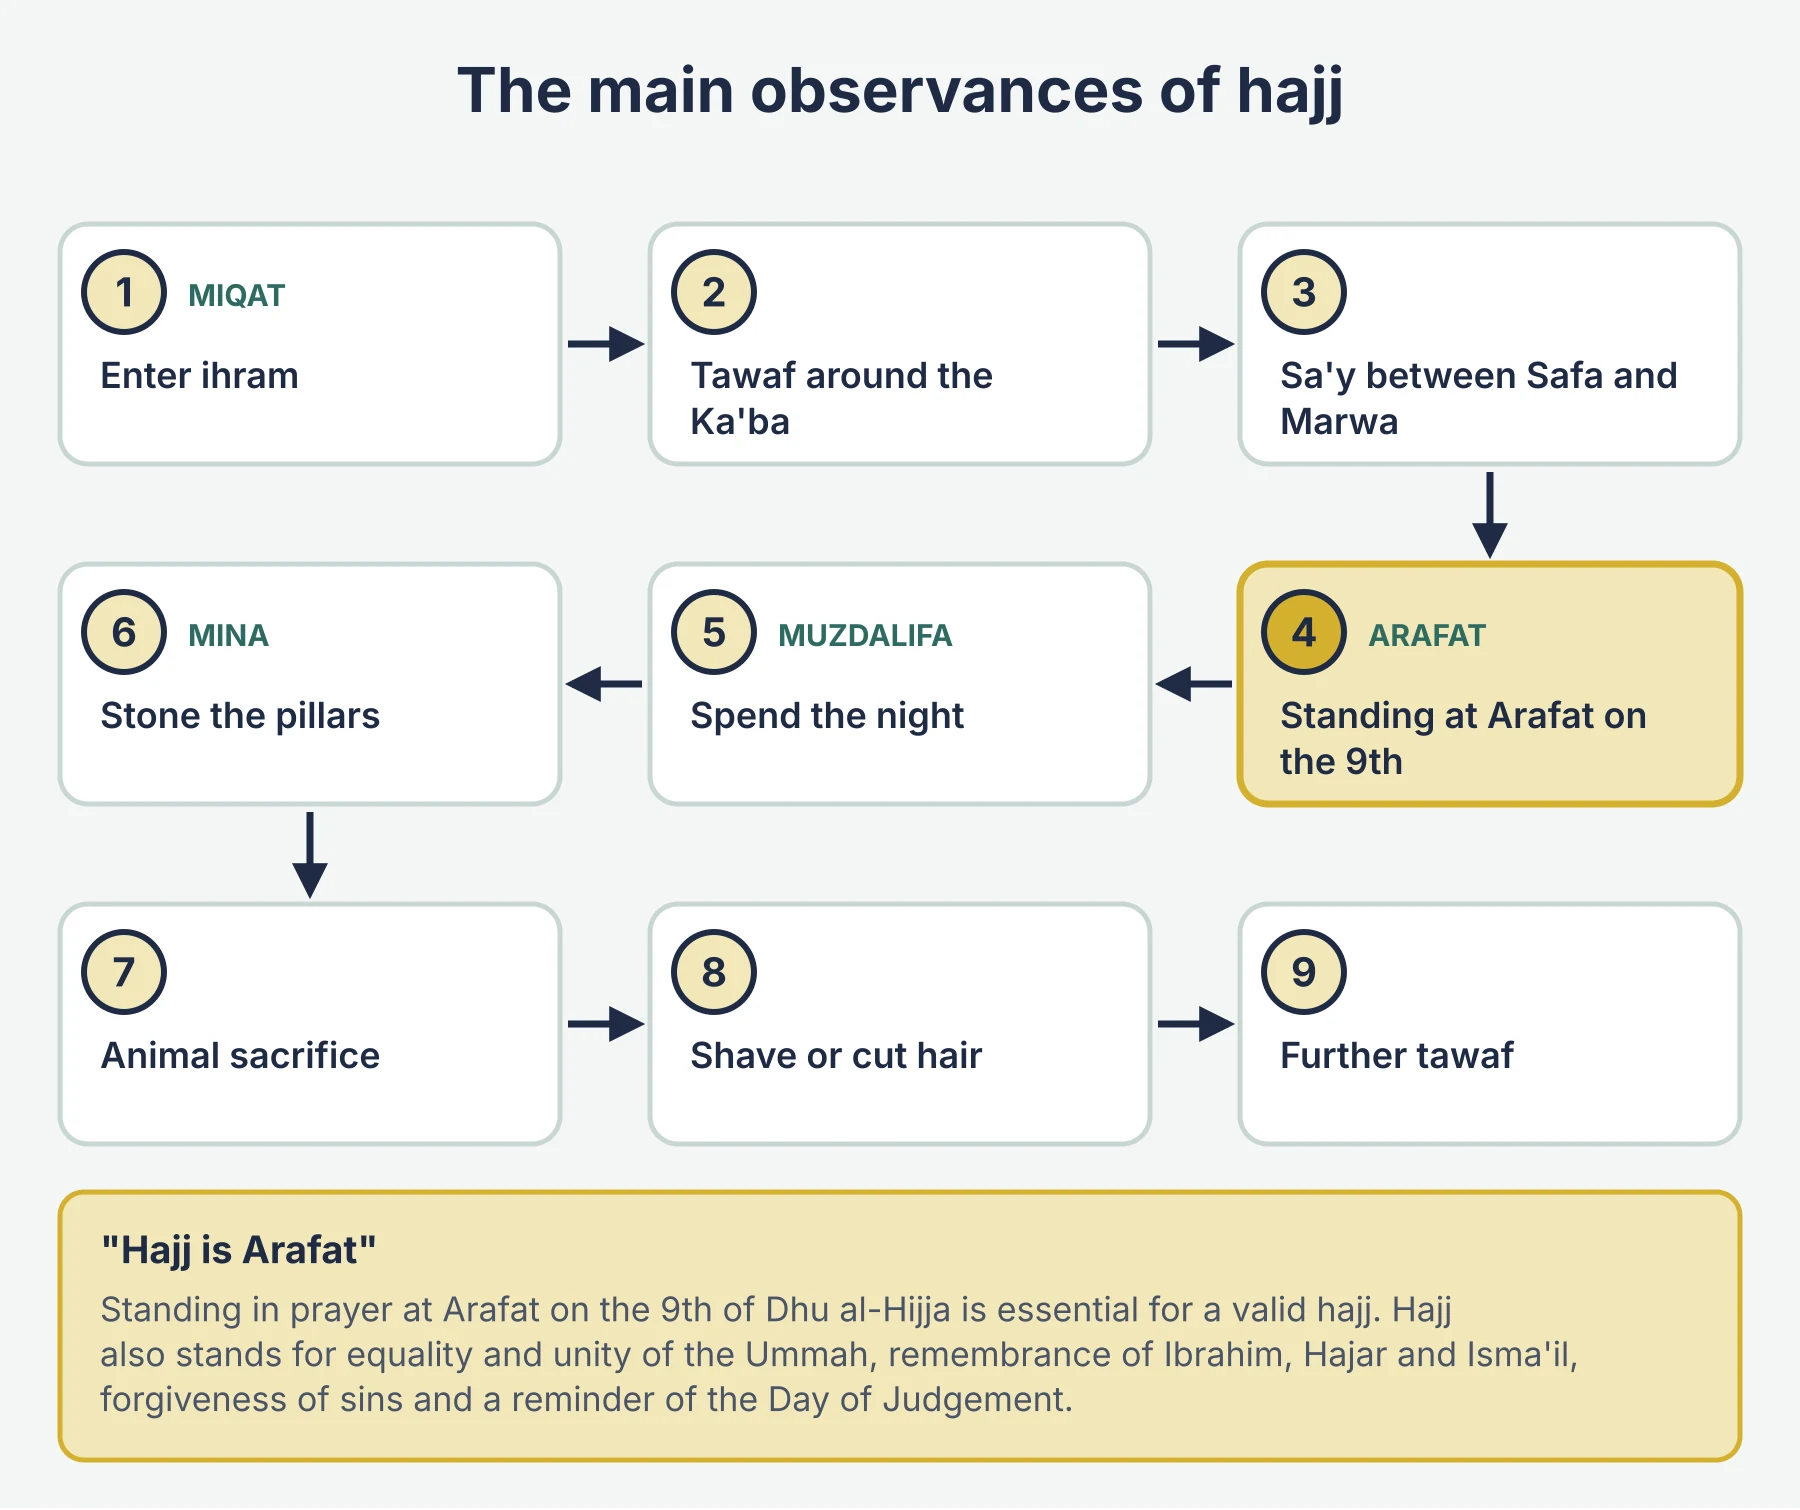 The main observances of hajj
1 MIQAT
Enter ihram
2
Tawaf around the
Ka'ba
3
Sa'y between Safa and
Marwa
4 ARAFAT
Standing at Arafat on
the 9th
5 MUZDALIFA
Spend the night
6 MINA
Stone the pillars
7
Animal sacrifice
8
Shave or cut hair
9
Further tawaf
"Hajj is Arafat"
Standing in prayer at Arafat on the 9th of Dhu al-Hijja is essential for a valid hajj. Hajj
also stands for equality and unity of the Ummah, remembrance of Ibrahim, Hajar and Isma'il,
forgiveness of sins and a reminder of the Day of Judgement.